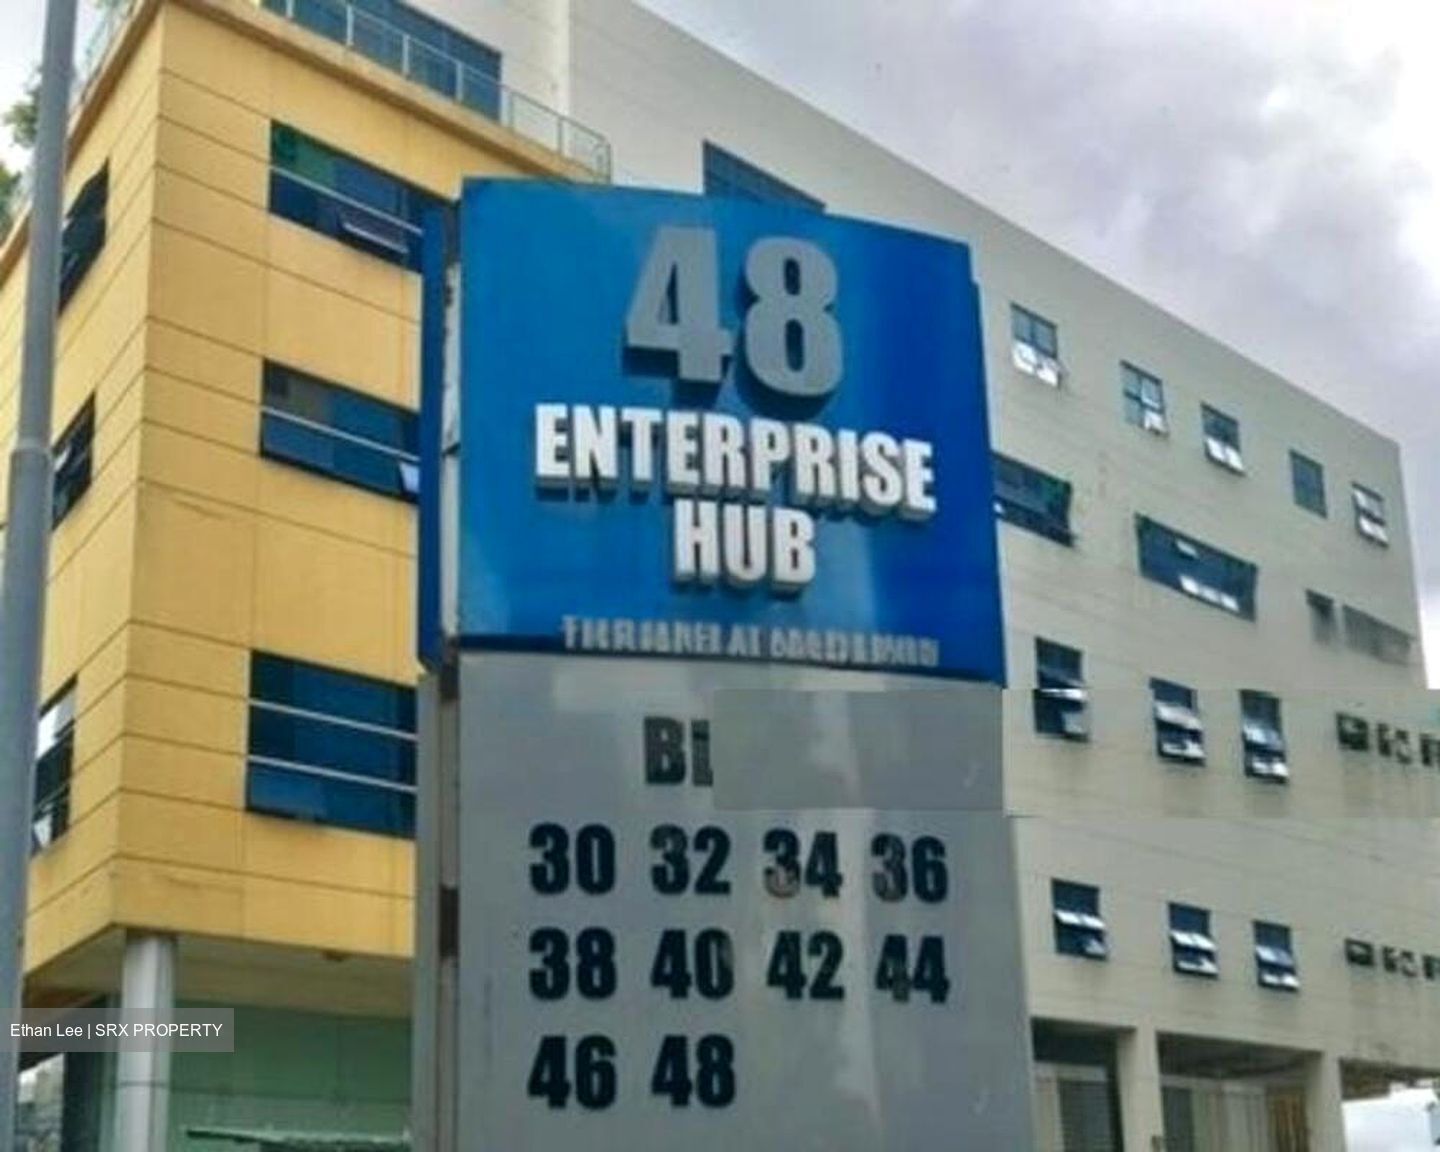 48
ENTERPRISE
HUB
30 32 34 36
38 40 42 44
46 48
Ethan Lee | SRX PROPERTY